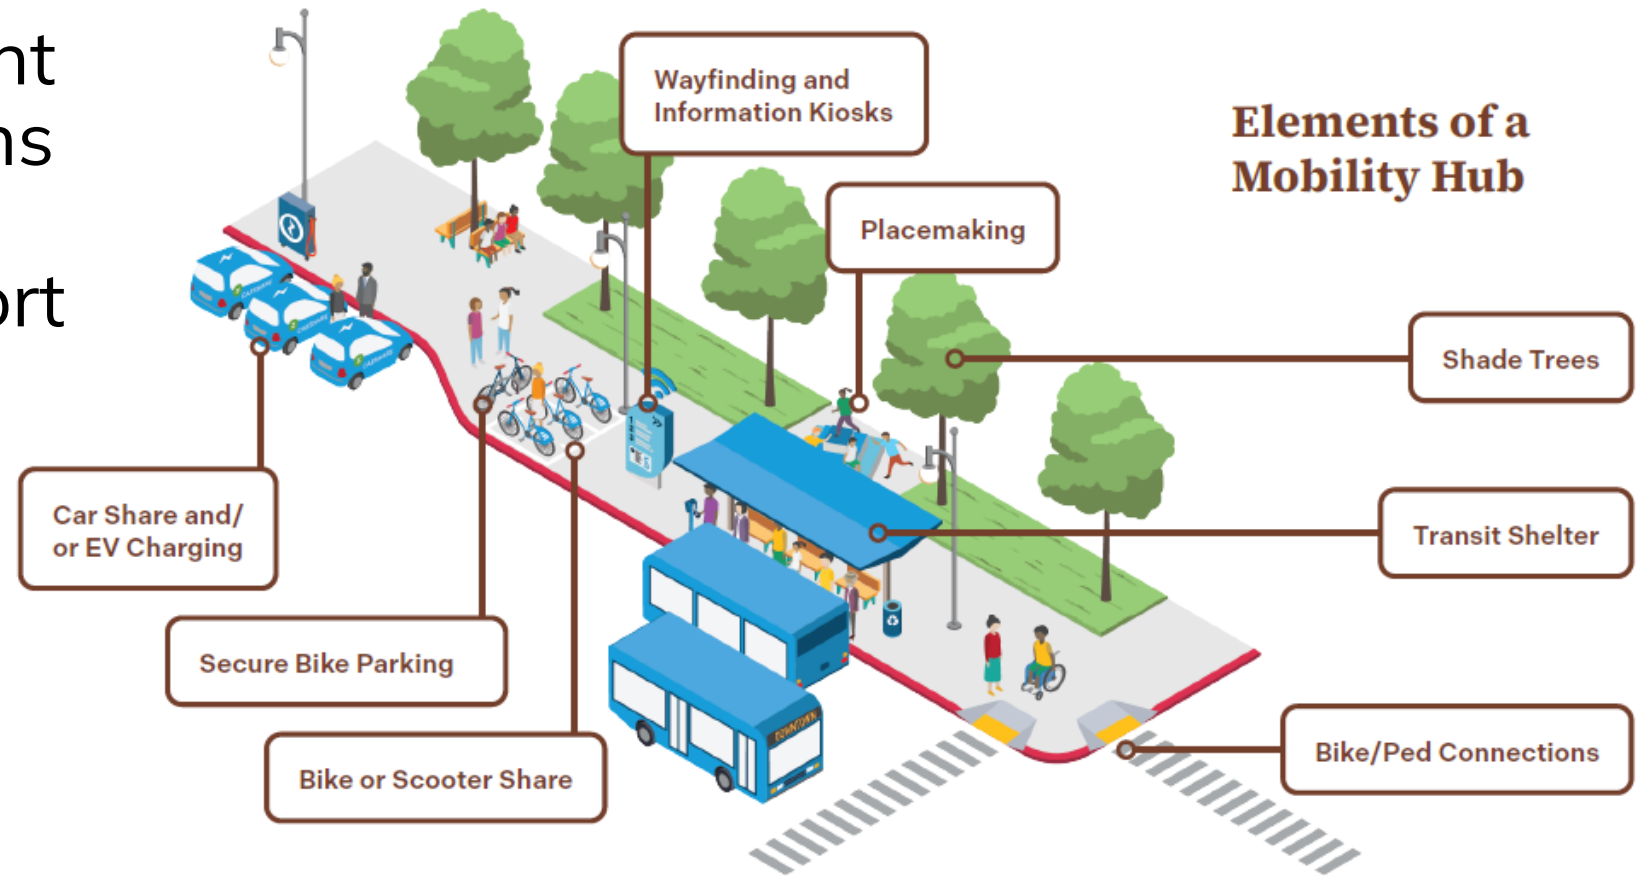 nt
ns
ort
Elements of a
Mobility Hub
Wayfinding and
Information Kiosks
Placemaking
Shade Trees
Transit Shelter
Bike/Ped Connections
Car Share and/
or EV Charging
Secure Bike Parking
Bike or Scooter Share
DOWNTOWN